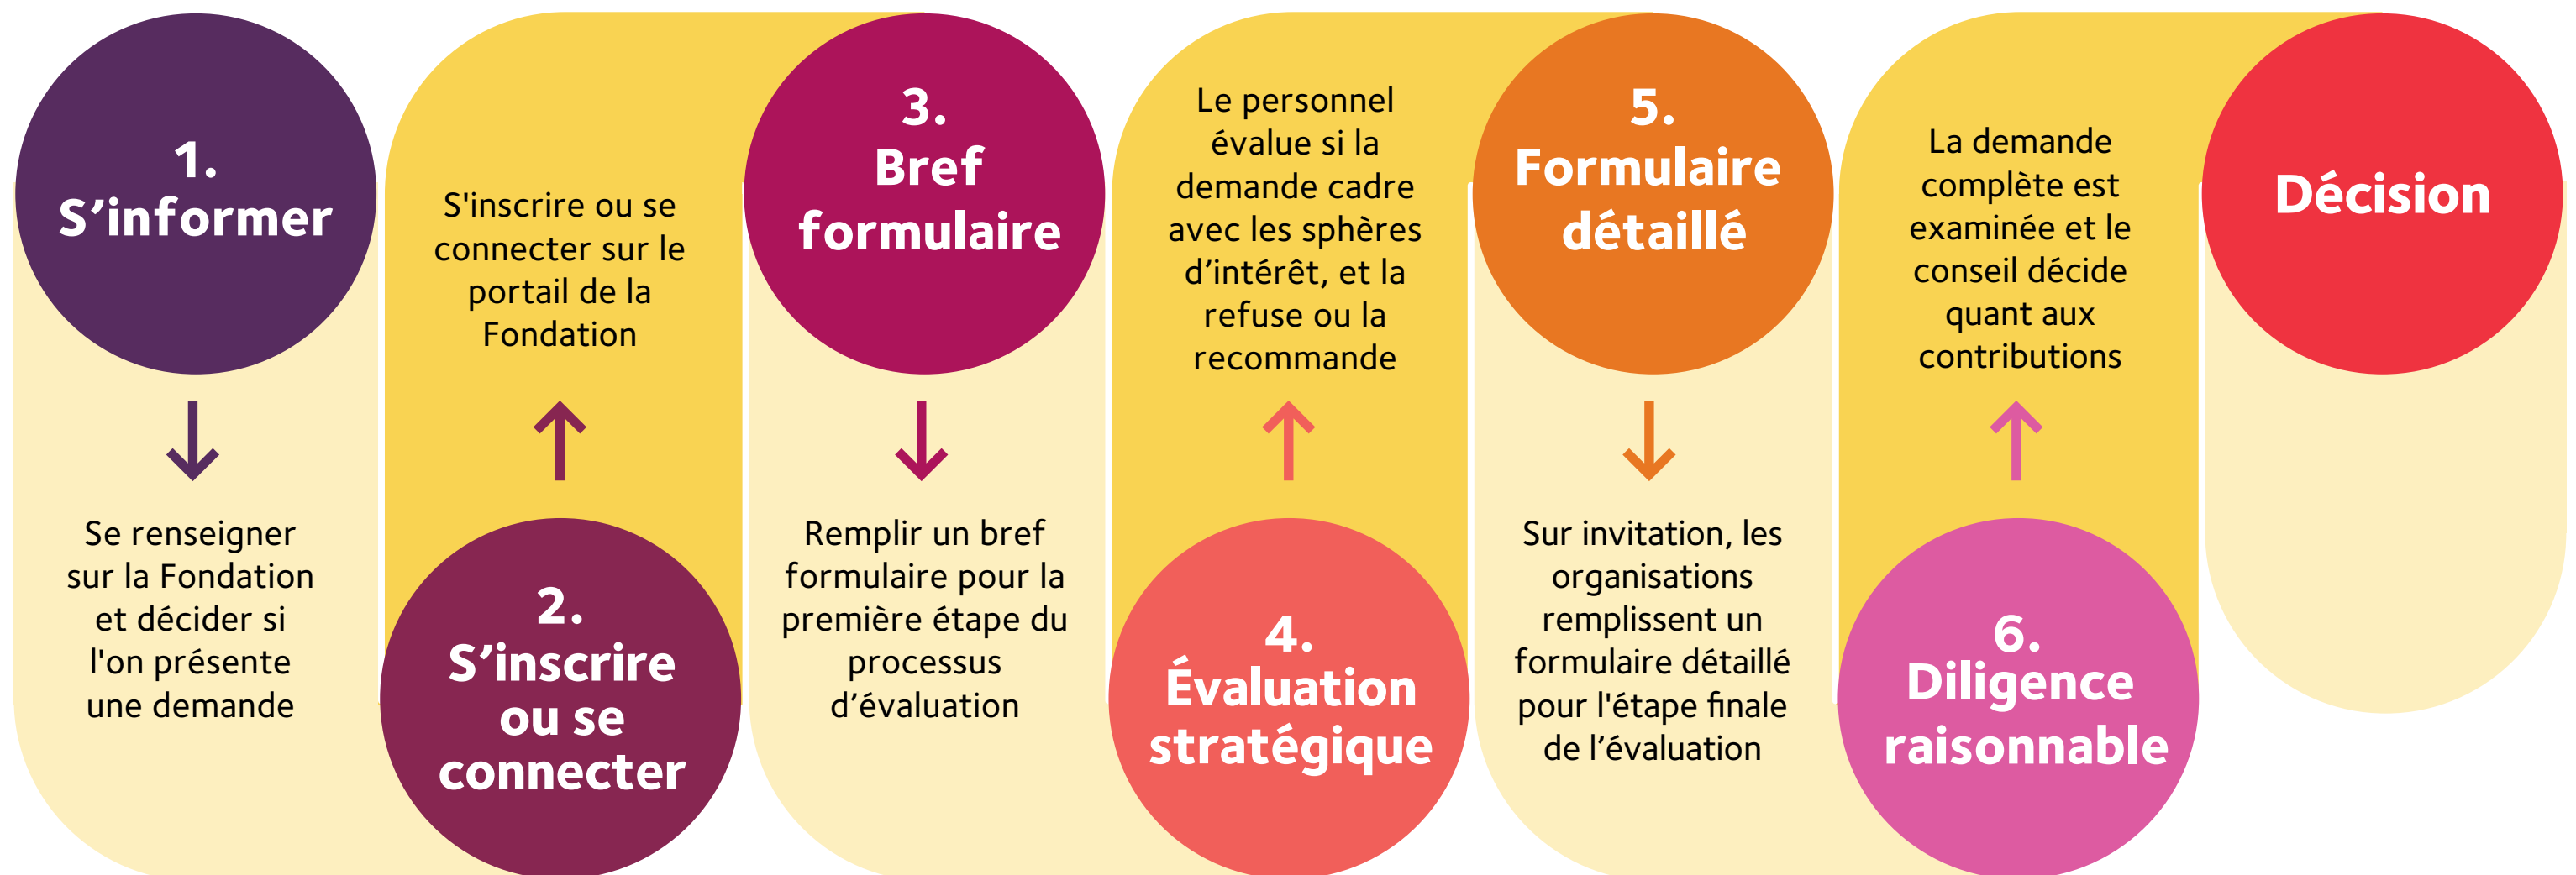 1.
S’informer
Se renseigner
sur la Fondation
et décider si
l'on présente
une demande
2.
S’inscrire
ou se
connecter
S'inscrire ou se
connecter sur le
portail de la
Fondation
3.
Bref
formulaire
Remplir un bref
formulaire pour la
première étape du
processus
d’évaluation
4.
Évaluation
stratégique
Le personnel
évalue si la
demande cadre
avec les sphères
d’intérêt, et la
refuse ou la
recommande
5.
Formulaire
détaillé
Sur invitation, les
organisations
remplissent un
formulaire détaillé
pour l'étape finale
de l’évaluation
6.
Diligence
raisonnable
La demande
complète est
examinée et le
conseil décide
quant aux
contributions
Décision